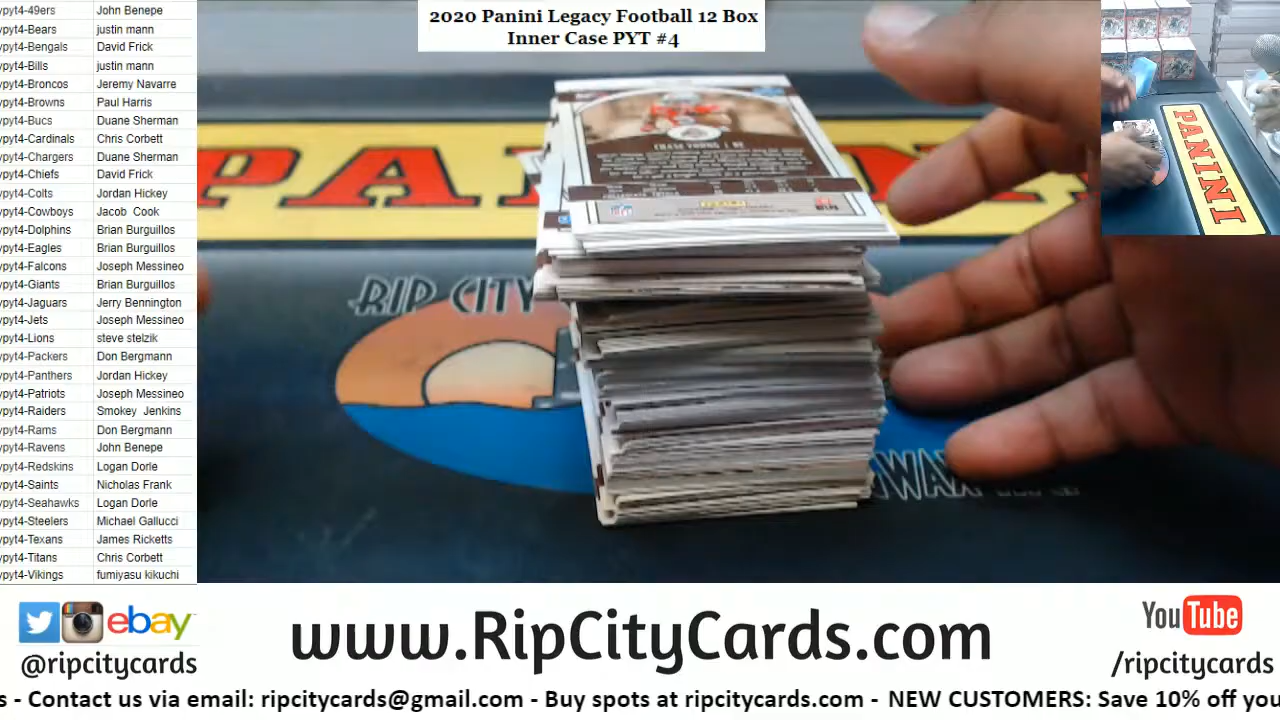 2020 Panini Legacy Football 12 Box
Inner Case PYT #4
ypyt4-49ers John Benepe
ypyt4-Bears justin mann
ypyt4-Bengals David Frick
ypyt4-Bills justin mann
ypyt4-Broncos Jeremy Navarre
ypyt4-Browns Paul Harris
ypyt4-Bucs Duane Sherman
ypyt4-Cardinals Chris Corbett
ypyt4-Chargers Duane Sherman
ypyt4-Chiefs David Frick
ypyt4-Colts Jordan Hickey
ypyt4-Cowboys Jacob Cook
ypyt4-Dolphins Brian Burguillos
ypyt4-Eagles Brian Burguillos
ypyt4-Falcons Joseph Messineo
ypyt4-Giants Brian Burguillos
ypyt4-Jaguars Jerry Bennington
ypyt4-Jets Joseph Messineo
ypyt4-Lions steve stelzik
ypyt4-Packers Don Bergmann
ypyt4-Panthers Jordan Hickey
ypyt4-Patriots Joseph Messineo
ypyt4-Raiders Smokey Jenkins
ypyt4-Rams Don Bergmann
ypyt4-Ravens John Benepe
ypyt4-Redskins Logan Dorle
ypyt4-Saints Nicholas Frank
ypyt4-Seahawks Logan Dorle
ypyt4-Steelers Michael Gallucci
ypyt4-Texans James Ricketts
ypyt4-Titans Chris Corbett
ypyt4-Vikings fumiyasu kikuchi
CHASE YOUNG | DE
RIP CITY
PANINI
ebay
@ripcitycards
www.RipCityCards.com
YouTube
/ripcitycards
s - Contact us via email: ripcitycards@gmail.com - Buy spots at ripcitycards.com - NEW CUSTOMERS: Save 10% off you